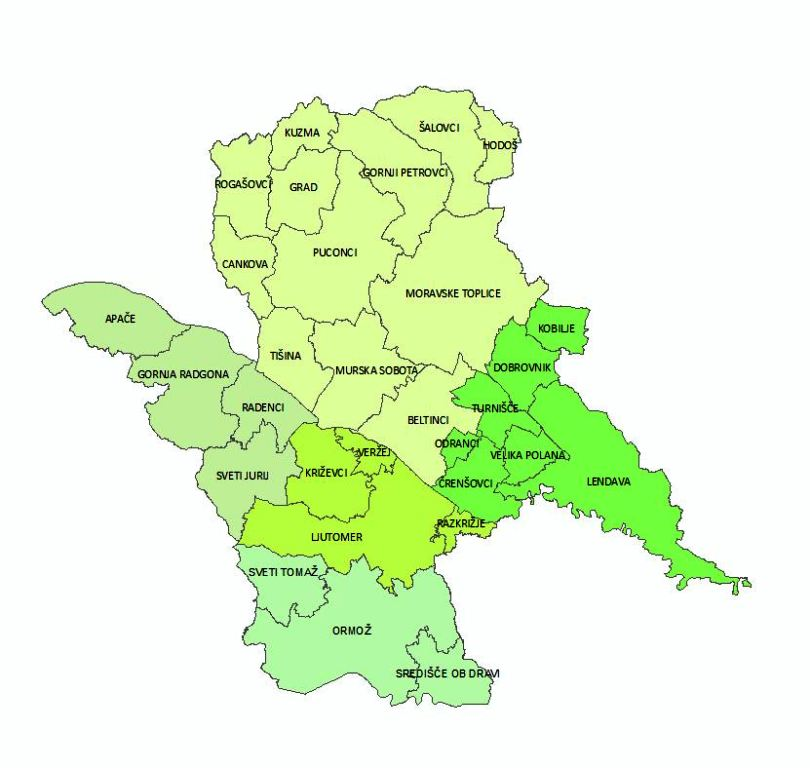 ŠALOVCI
KUZMA
HODOŠ
GORNJI PETROVCI
ROGAŠOVCI
GRAD
PUCONCI
CANKOVA
MORAVSKE TOPLICE
APAČE
KOBILJE
TIŠINA
DOBROVNIK
MURSKA SOBOTA
GORNJA RADGONA
RADENCI
TURNIŠČE
BELTINCI
ODRANCI
VERŽEJ
VELIKA POLANA
KRIŽEVCI
SVETI JURIJ
ČRENŠOVCI
LENDAVA
RAZKRIŽJE
LJUTOMER
SVETI TOMAŽ
ORMOŽ
SREDIŠČE OB DRAVI